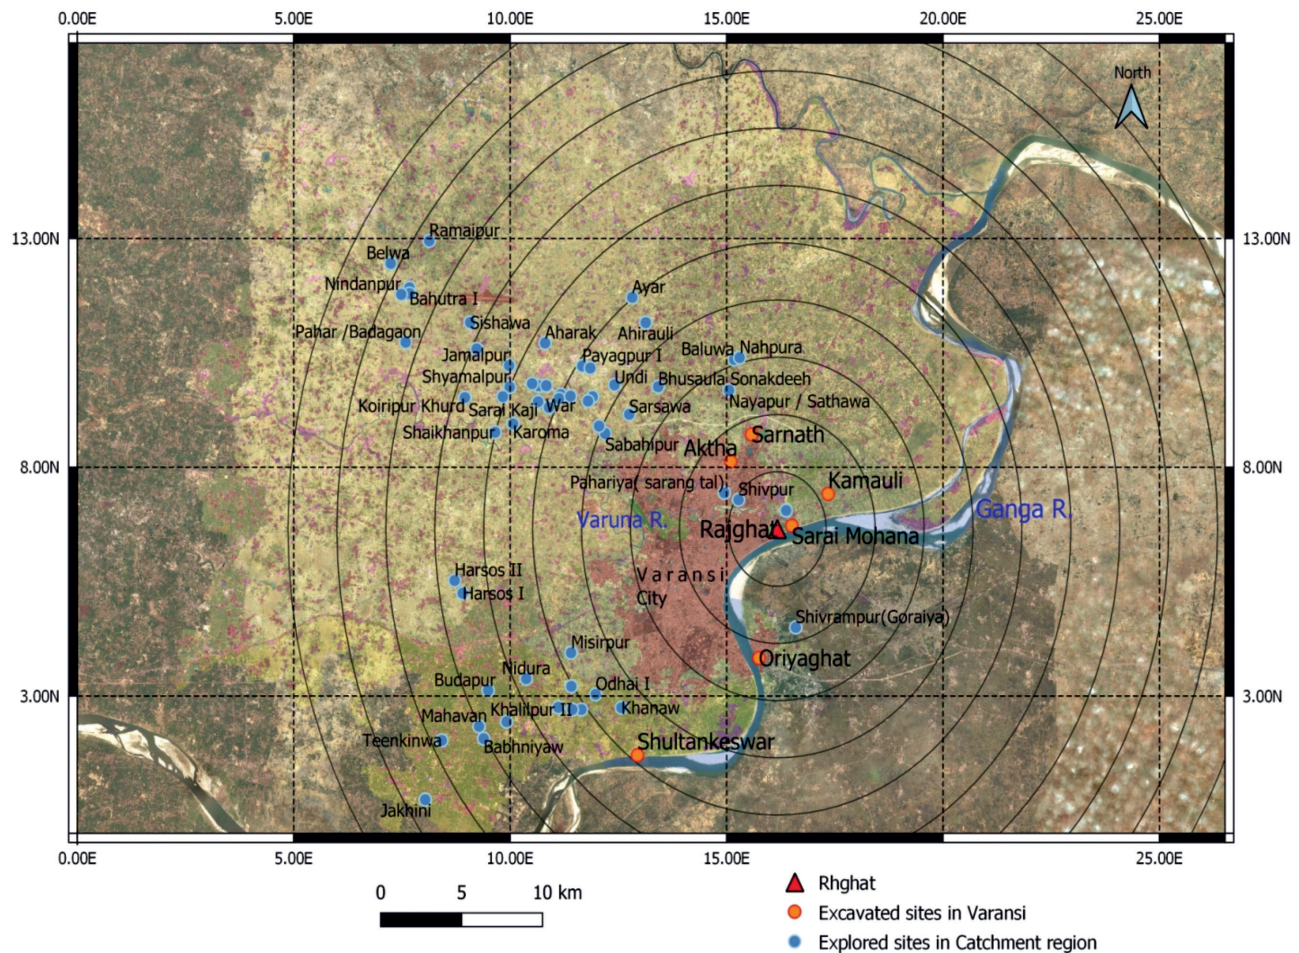 0.00E 5.00E 10.00E 15.00E 20.00E 25.00E
North
13.00N 13.00N
Ramaipur
Belwa
Nindanpur
Bahutra I
Ayar
Pahar /Badagaon
Sishawa
Aharak
Ahirauli
Jamalpur
Payagpur I
Baluwa Nahpura
Shyamalpur
Undi
Bhusaula Sonakdeeh
Koiripur Khurd
Sarai Kaji
War
Sarsawa
Nayapur / Sathawa
Shaikhanpur
Karoma
Sabahipur
Aktha
Sarnath
8.00N 8.00N
Pahariya( sarang tal)
Shivpur
Kamauli
Varuna R.
Rajghat
Sarai Mohana
Ganga R.
Harsos II
Harsos I
Varansi
City
Shivrampur(Goraiya)
Misirpur
Oriyaghat
Nidura
Budapur
Odhai I
3.00N 3.00N
Mahavan
Khalilpur II
Khanaw
Teenkinwa
Babhniyaw
Shultankeswar
Jakhini
0.00E 5.00E 10.00E 15.00E 20.00E 25.00E
0 5 10 km
Rhghat
Excavated sites in Varansi
Explored sites in Catchment region